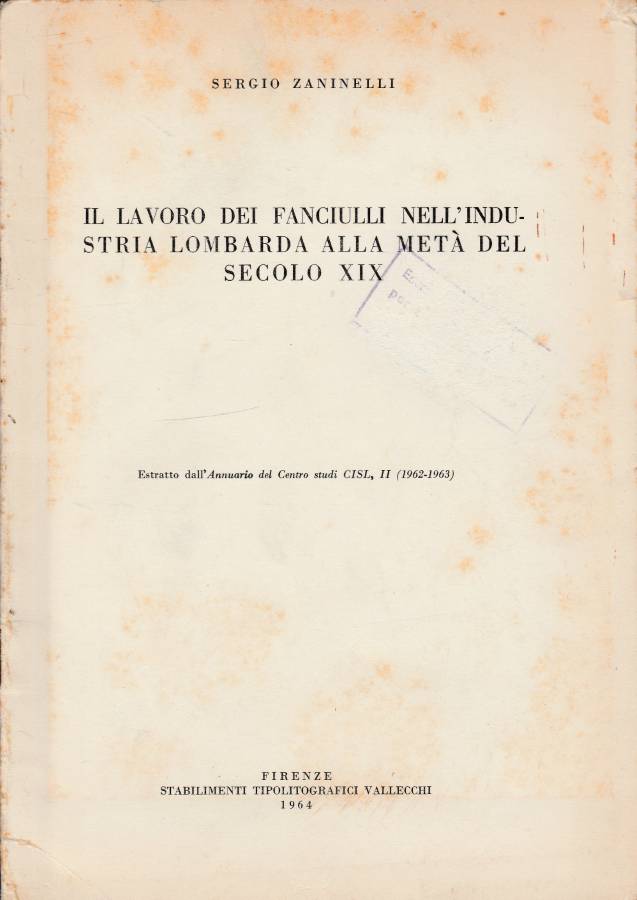 SERGIO ZANINELLI
IL LAVORO DEI FANCIULLI NELL'INDU-
STRIA LOMBARDA ALLA METÀ DEL
SECOLO XIX
Estratto dall'Annuario del Centro studi CISL, II (1962-1963)
FIRENZE
STABILIMENTI TIPOLITOGRAFICI VALLECCHI
1964